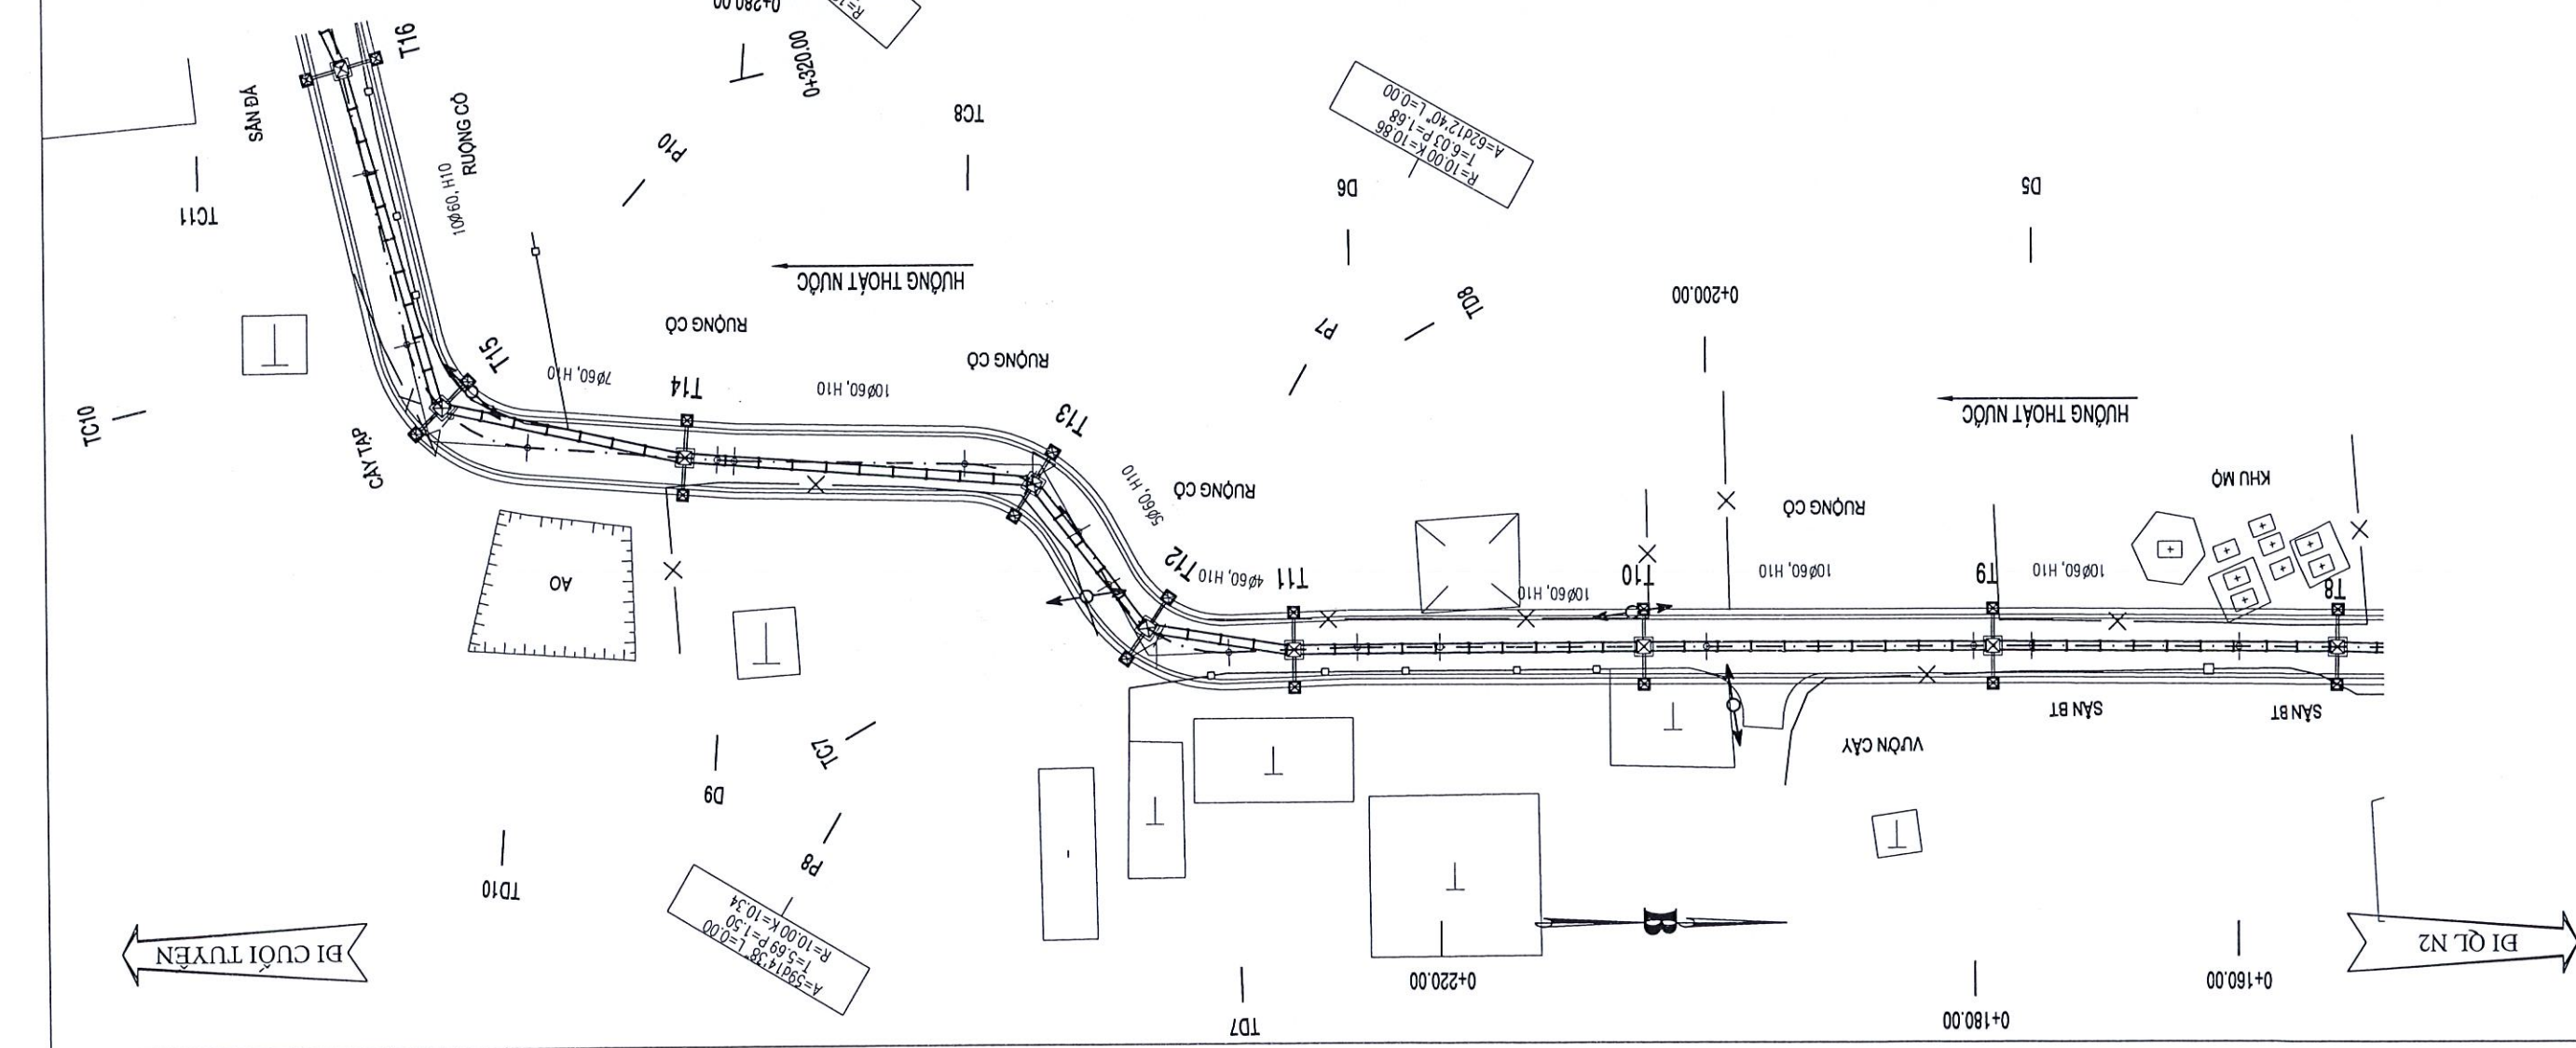 ĐI QL N2
0+160.00
0+180.00
TD7
0+220.00
A=59d14'38" L=0.00
T=5.69 P=1.50
R=10.00 K=10.34
P8
TD10
ĐI CUỐI TUYẾN
D9
TC7
VƯỜN CÂY
SÂN BT
SÂN BT
AO
T8
T9
T10
T11
T12
T13
T14
T15
T16
10Ø60, H10
10Ø60, H10
10Ø60, H10
4Ø60, H10
5Ø60, H10
10Ø60, H10
7Ø60, H10
10Ø60, H10
KHU MỘ
RUỘNG CỎ
RUỘNG CỎ
RUỘNG CỎ
RUỘNG CỎ
RUỘNG CỎ
HƯỚNG THOÁT NƯỚC
HƯỚNG THOÁT NƯỚC
CÂY TẠP
TC10
TC11
SÂN ĐÁ
0+200.00
TD8
P7
D6
D5
R=10.00 K=10.86
T=6.03 P=1.68
A=62d12'40" L=0.00
TC8
P10
0+320.00
0+280.00